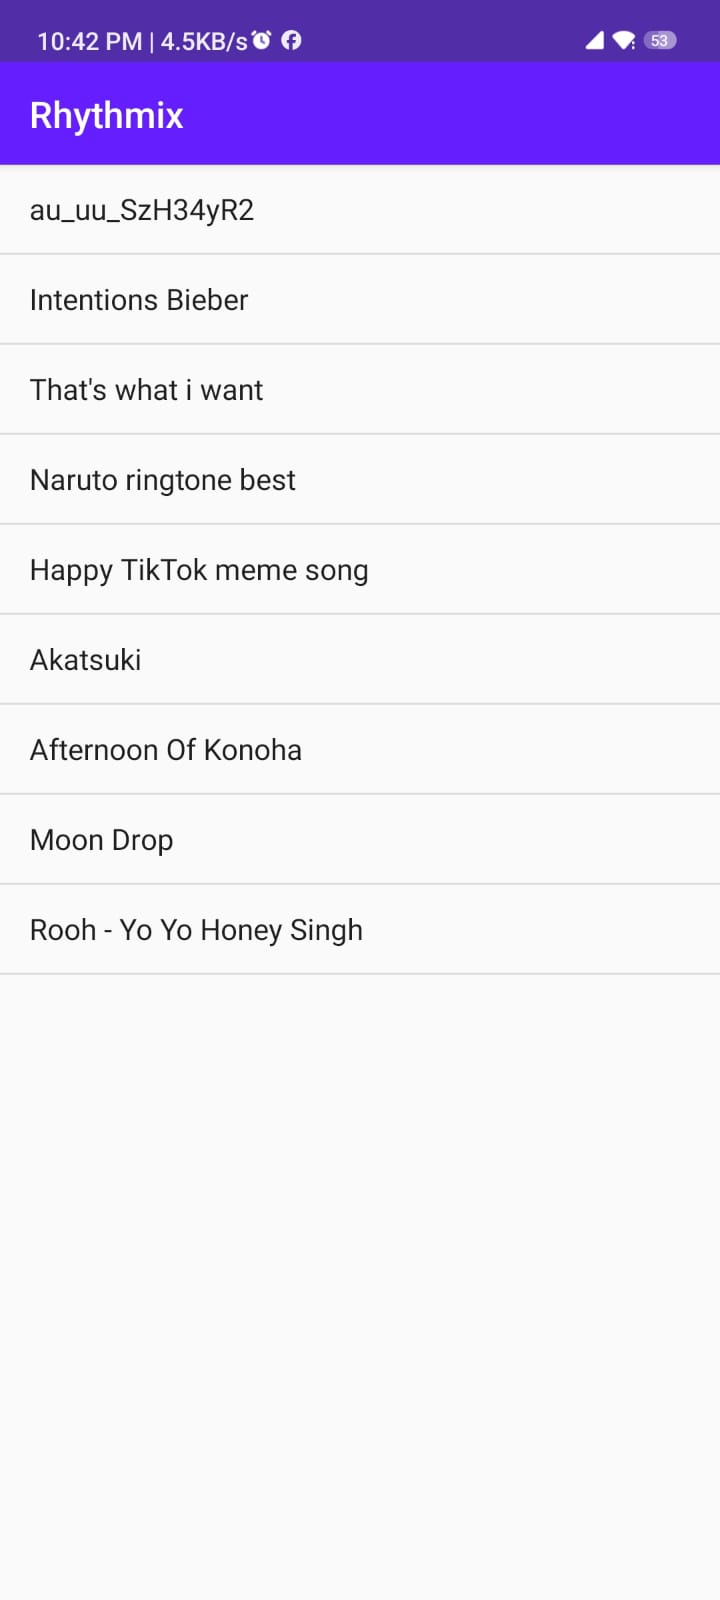 10:42 PM | 4.5KB/s 53
Rhythmix
au_uu_SzH34yR2
Intentions Bieber
That's what i want
Naruto ringtone best
Happy TikTok meme song
Akatsuki
Afternoon Of Konoha
Moon Drop
Rooh - Yo Yo Honey Singh